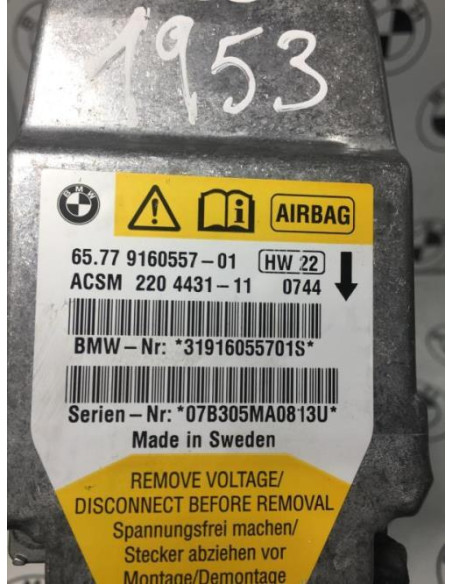 1953
BMW
AIRBAG
65.77 9160557-01 HW 22
ACSM 220 4431-11 0744
BMW-Nr: *31916055701S*
Serien-Nr: *07B305MA0813U*
Made in Sweden
REMOVE VOLTAGE/
DISCONNECT BEFORE REMOVAL
Spannungsfrei machen/
Stecker abziehen vor
Montage/Demontage